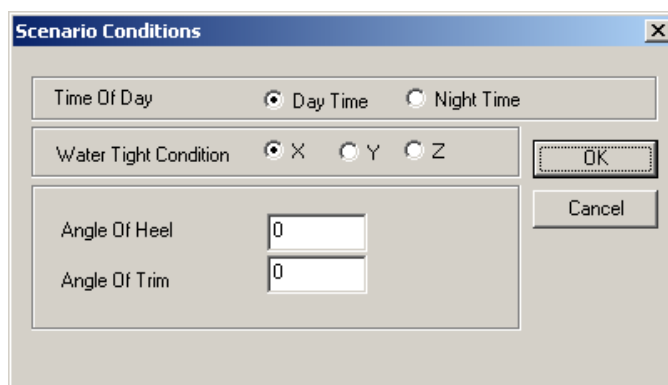 Scenario Conditions
Time Of Day Day Time Night Time
Water Tight Condition X Y Z
OK
Cancel
Angle Of Heel 0
Angle Of Trim 0